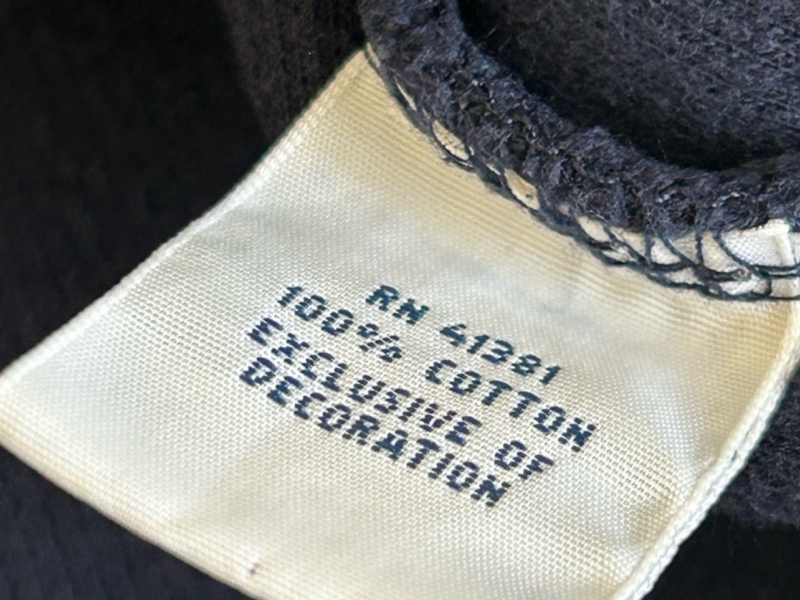 RN 41381
100% COTTON
EXCLUSIVE OF
DECORATION